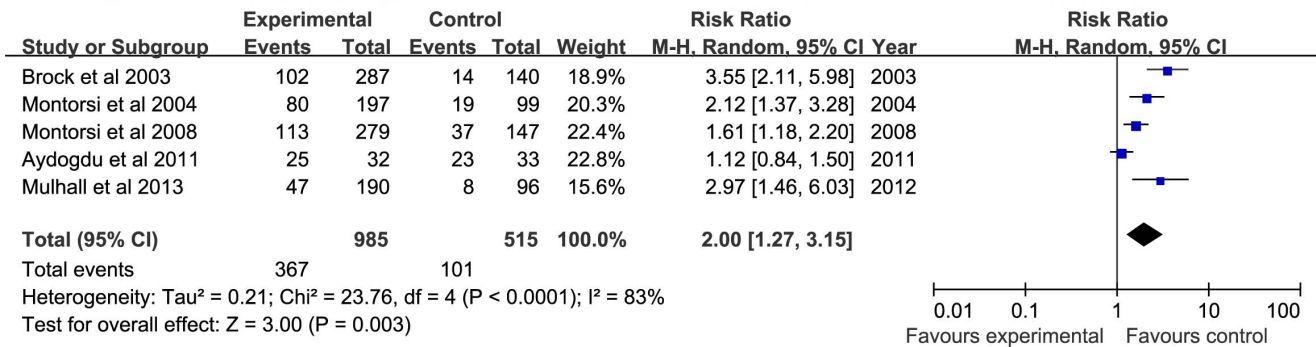 Experimental Control Risk Ratio Risk Ratio
Study or Subgroup Events Total Events Total Weight M-H, Random, 95% CI Year M-H, Random, 95% CI
Brock et al 2003 102 287 14 140 18.9% 3.55 [2.11, 5.98] 2003
Montorsi et al 2004 80 197 19 99 20.3% 2.12 [1.37, 3.28] 2004
Montorsi et al 2008 113 279 37 147 22.4% 1.61 [1.18, 2.20] 2008
Aydogdu et al 2011 25 32 23 33 22.8% 1.12 [0.84, 1.50] 2011
Mulhall et al 2013 47 190 8 96 15.6% 2.97 [1.46, 6.03] 2012
Total (95% CI) 985 515 100.0% 2.00 [1.27, 3.15]
Total events 367 101
Heterogeneity: Tau² = 0.21; Chi² = 23.76, df = 4 (P < 0.0001); I² = 83%
Test for overall effect: Z = 3.00 (P = 0.003)
0.01 0.1 1 10 100
Favours experimental Favours control